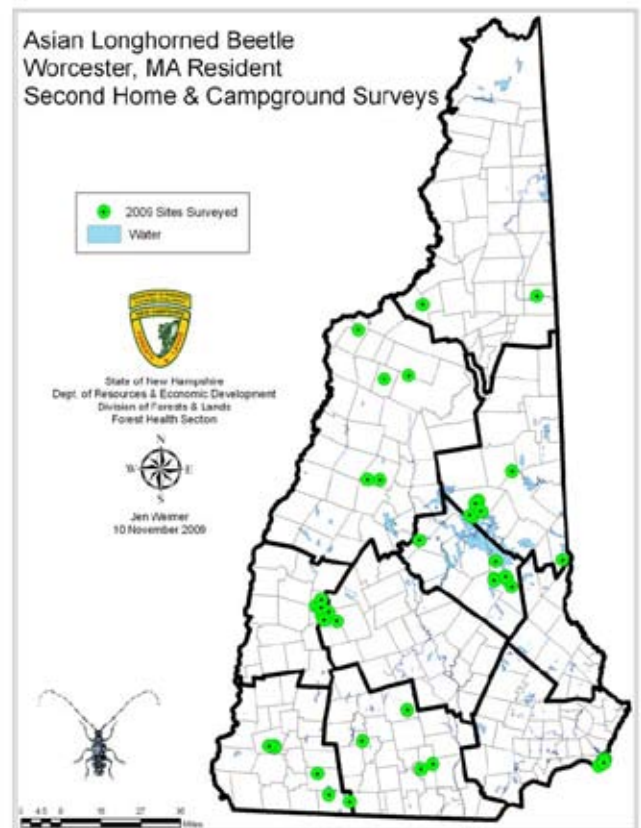 Asian Longhorned Beetle
Worcester, MA Resident
Second Home & Campground Surveys
2009 Sites Surveyed
Water
State of New Hampshire
Dept. of Resources & Economic Development
Division of Forests & Lands
Forest Health Section
N
W E
S
Jen Weimer
10 November 2009
Miles